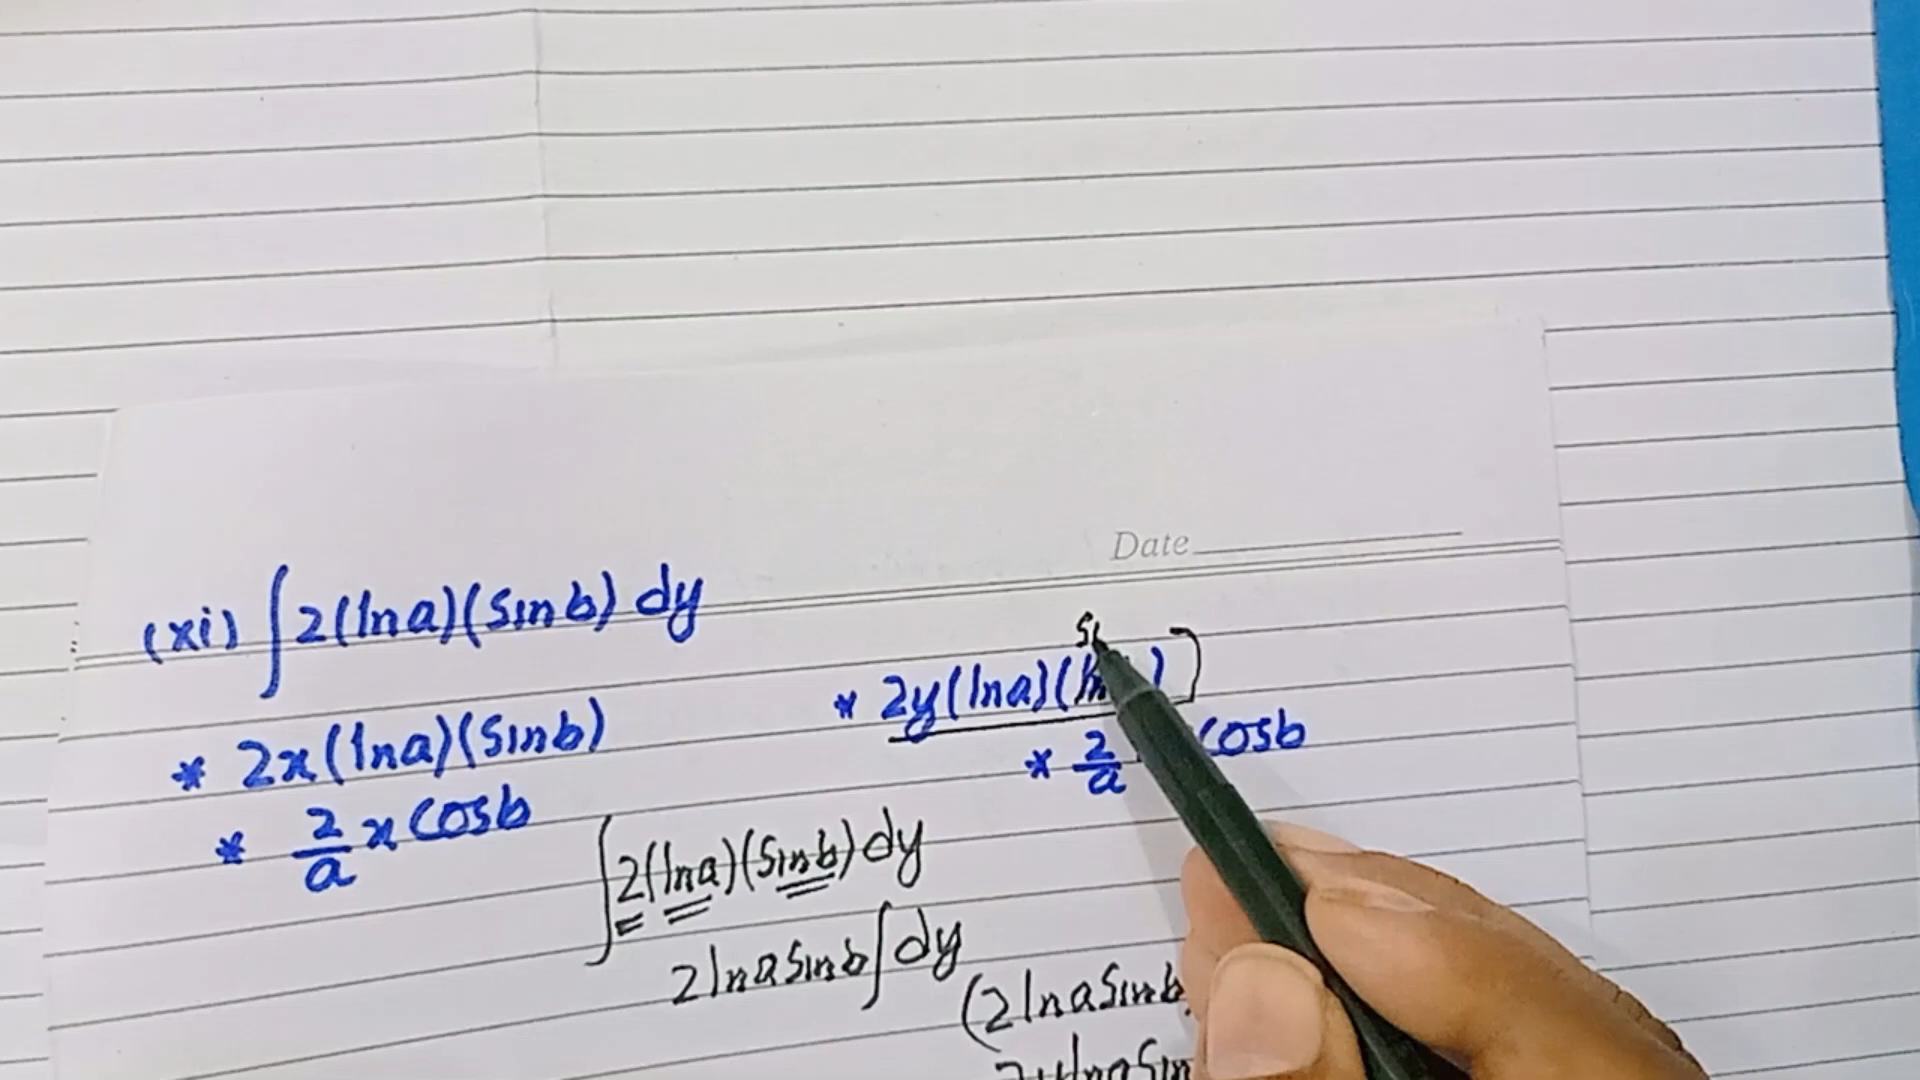 Date
(xi) ∫2(lna)(Sinb) dy
* 2x(lna)(Sinb)
* 2y(lna)(
* 2/a x cosb
* 2/a cosb
∫2(lna)(Sinb)dy
2lnaSinb∫dy
(2lnaSinb
2ylnaSin